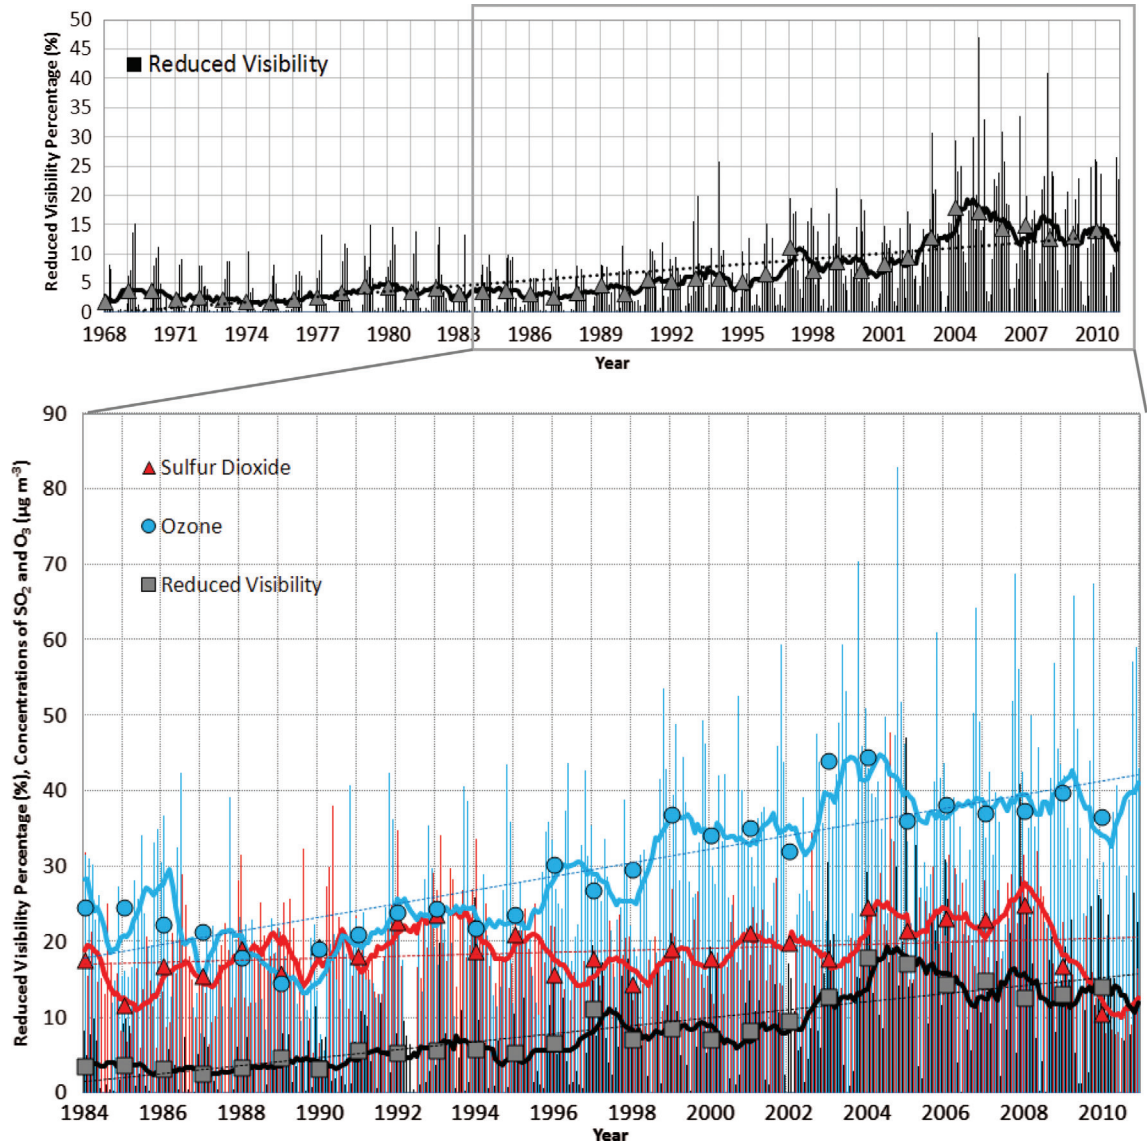 Reduced Visibility Percentage (%)
50
45
40
35
30
25
20
15
10
5
0
Reduced Visibility
1968 1971 1974 1977 1980 1983 1986 1989 1992 1995 1998 2001 2004 2007 2010
Year
Reduced Visibility Percentage (%), Concentrations of SO2 and O3 (µg m-3)
90
80
70
60
50
40
30
20
10
0
Sulfur Dioxide
Ozone
Reduced Visibility
1984 1986 1988 1990 1992 1994 1996 1998 2000 2002 2004 2006 2008 2010
Year